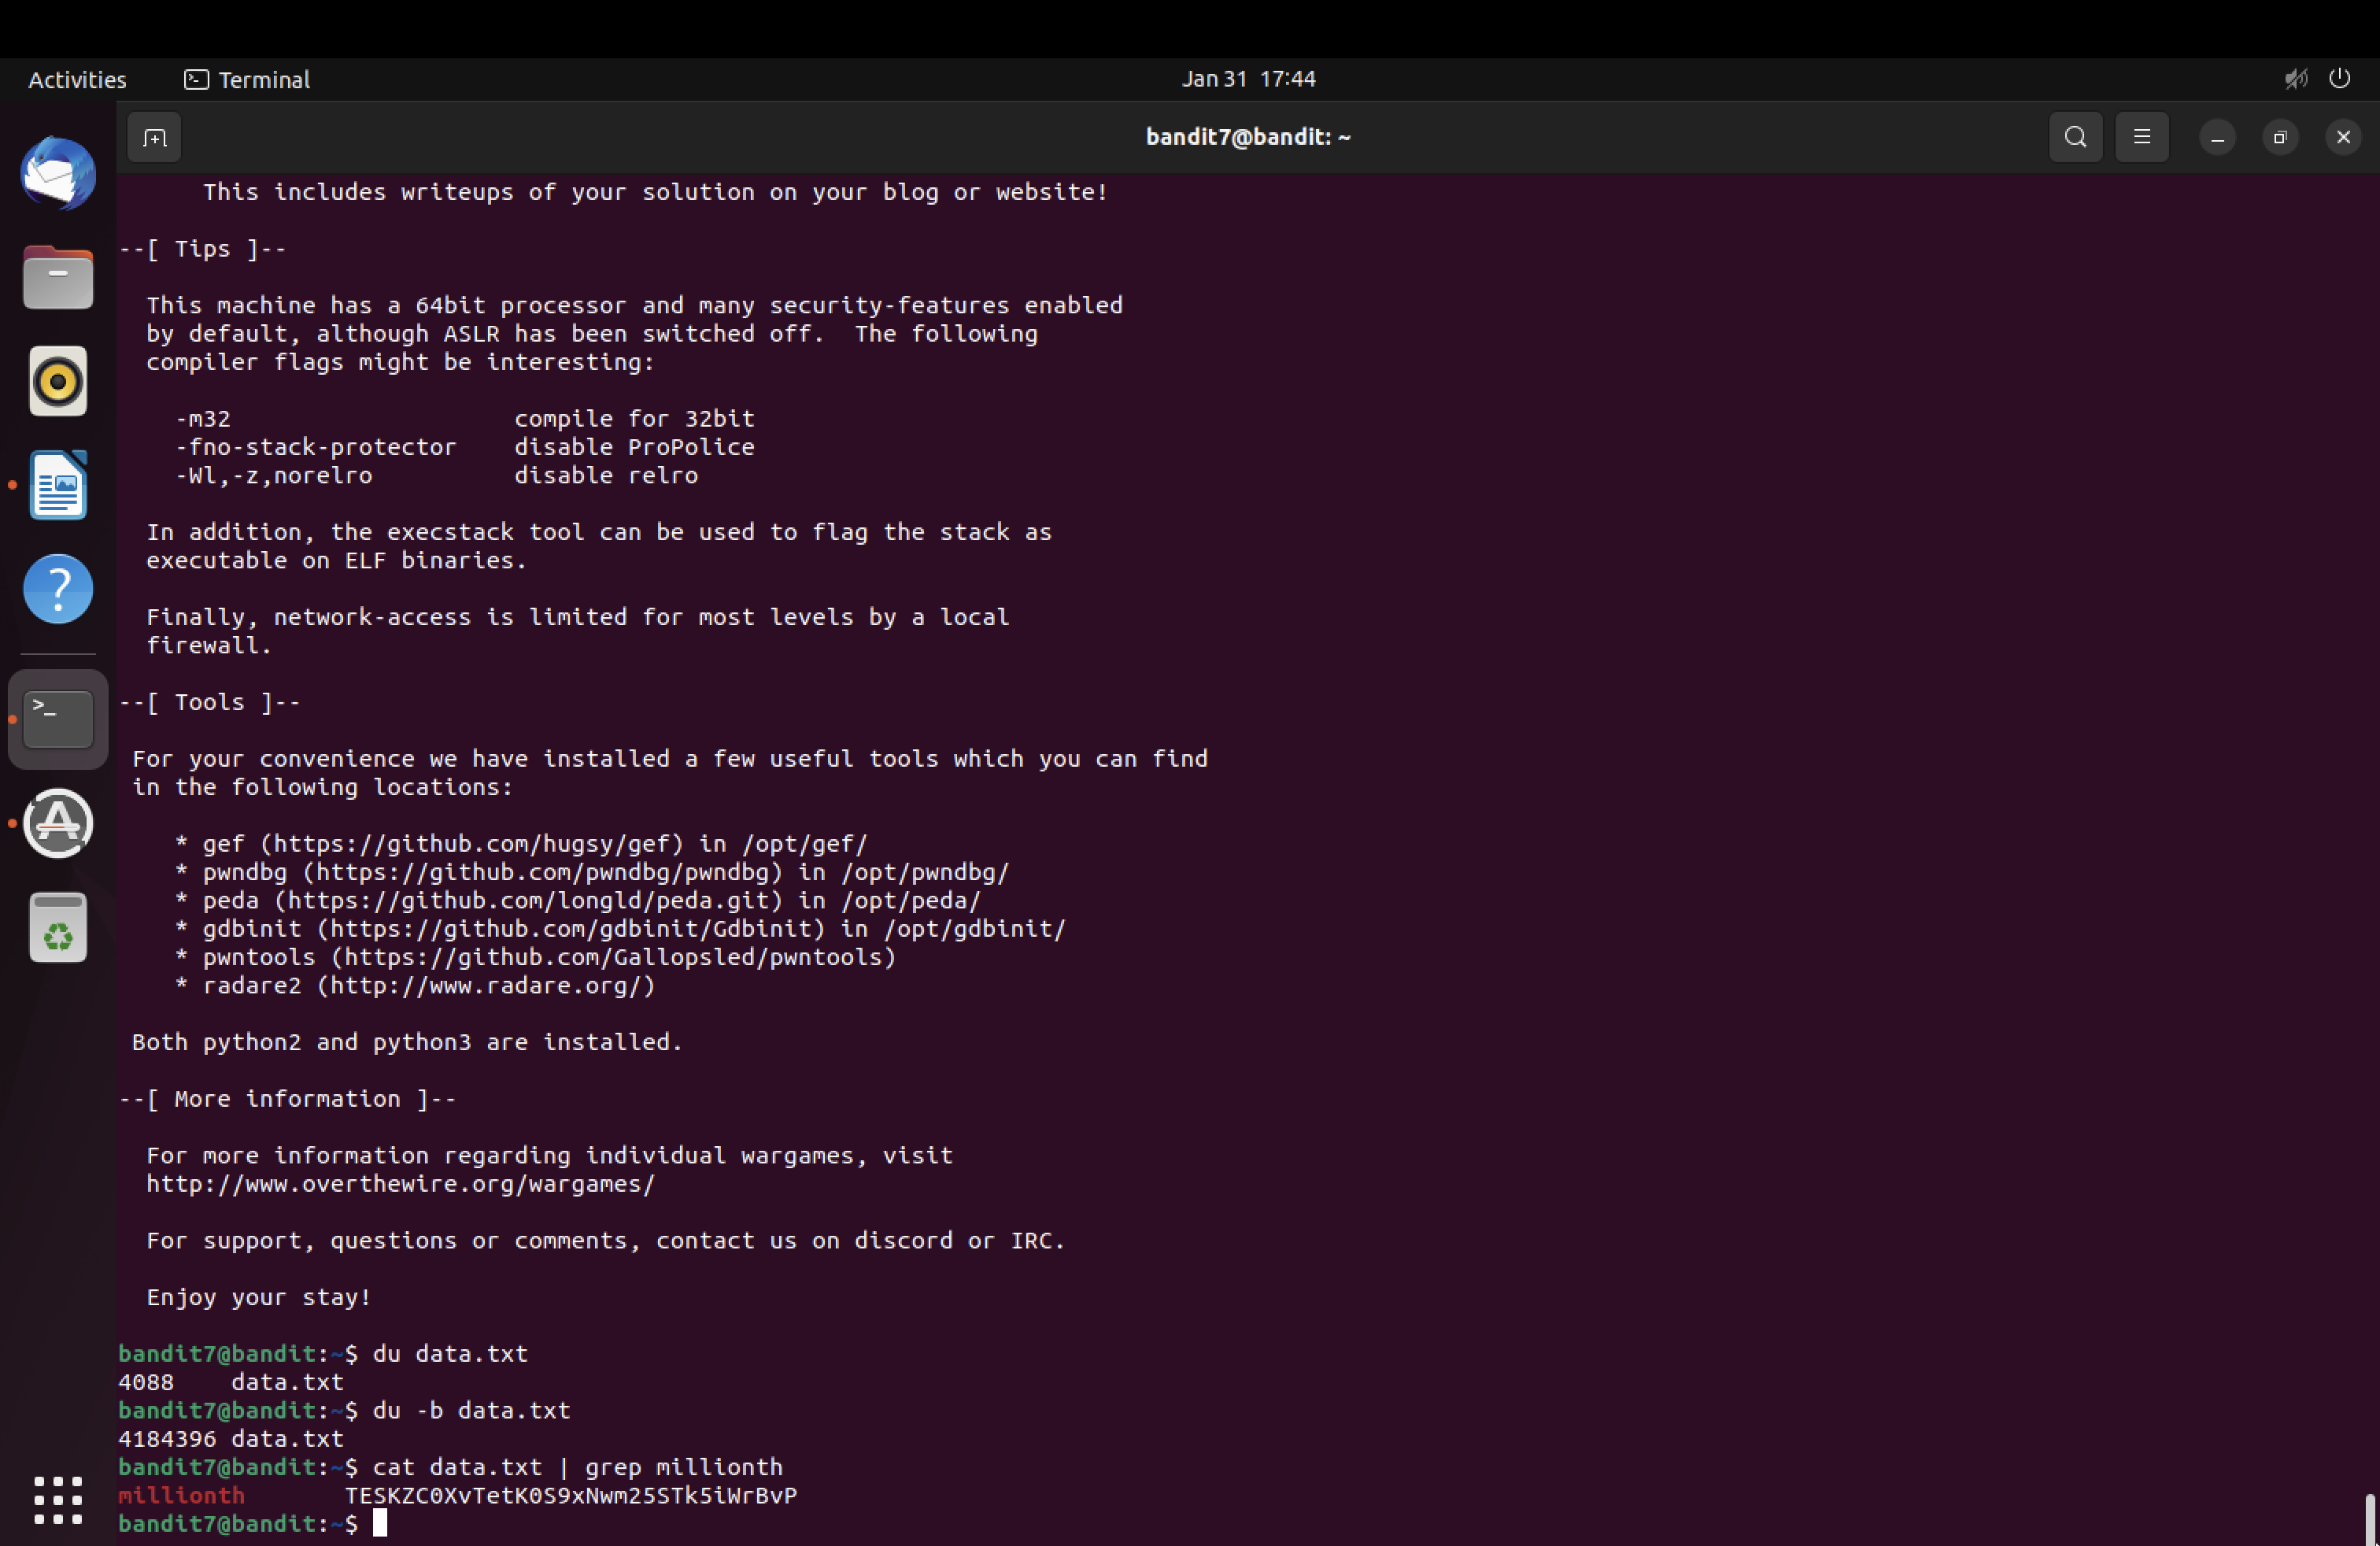 Activities
Terminal
Jan 31 17:44
bandit7@bandit: ~
This includes writeups of your solution on your blog or website!
--[ Tips ]--
This machine has a 64bit processor and many security-features enabled
by default, although ASLR has been switched off.  The following
compiler flags might be interesting:
-m32                    compile for 32bit
-fno-stack-protector    disable ProPolice
-Wl,-z,norelro          disable relro
In addition, the execstack tool can be used to flag the stack as
executable on ELF binaries.
Finally, network-access is limited for most levels by a local
firewall.
--[ Tools ]--
For your convenience we have installed a few useful tools which you can find
in the following locations:
* gef (https://github.com/hugsy/gef) in /opt/gef/
* pwndbg (https://github.com/pwndbg/pwndbg) in /opt/pwndbg/
* peda (https://github.com/longld/peda.git) in /opt/peda/
* gdbinit (https://github.com/gdbinit/Gdbinit) in /opt/gdbinit/
* pwntools (https://github.com/Gallopsled/pwntools)
* radare2 (http://www.radare.org/)
Both python2 and python3 are installed.
--[ More information ]--
For more information regarding individual wargames, visit
http://www.overthewire.org/wargames/
For support, questions or comments, contact us on discord or IRC.
Enjoy your stay!
bandit7@bandit:~$ du data.txt
4088    data.txt
bandit7@bandit:~$ du -b data.txt
4184396 data.txt
bandit7@bandit:~$ cat data.txt | grep millionth
millionth       TESKZC0XvTetK0S9xNwm25STk5iWrBvP
bandit7@bandit:~$